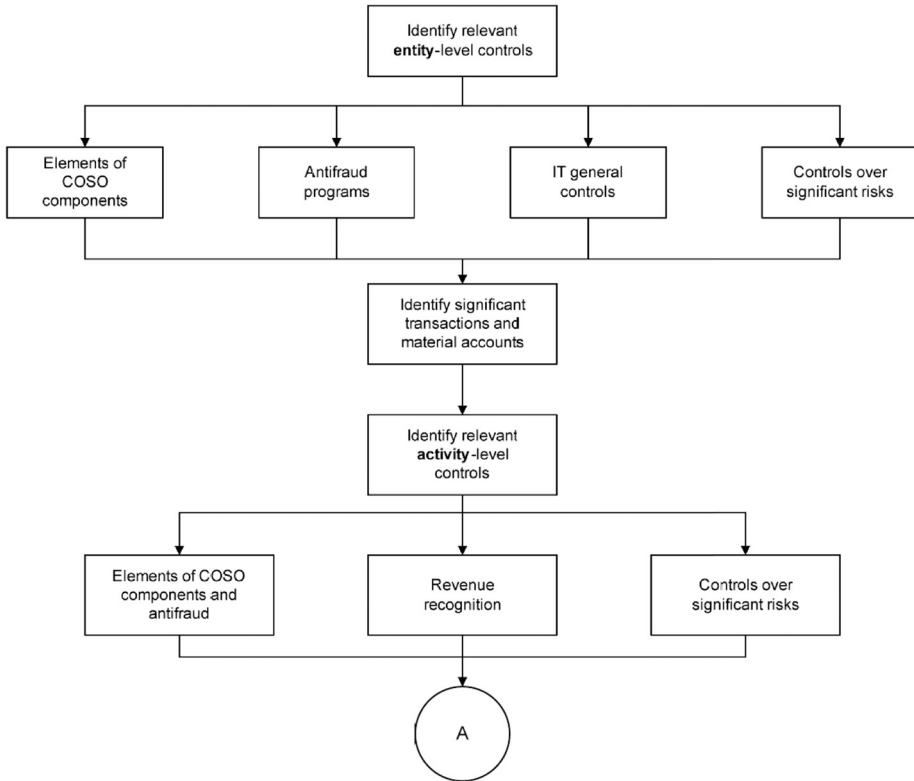 Identify relevant
entity-level controls
Elements of
COSO
components
Antifraud
programs
IT general
controls
Controls over
significant risks
Identify significant
transactions and
material accounts
Identify relevant
activity-level
controls
Elements of COSO
components and
antifraud
Revenue
recognition
Controls over
significant risks
A